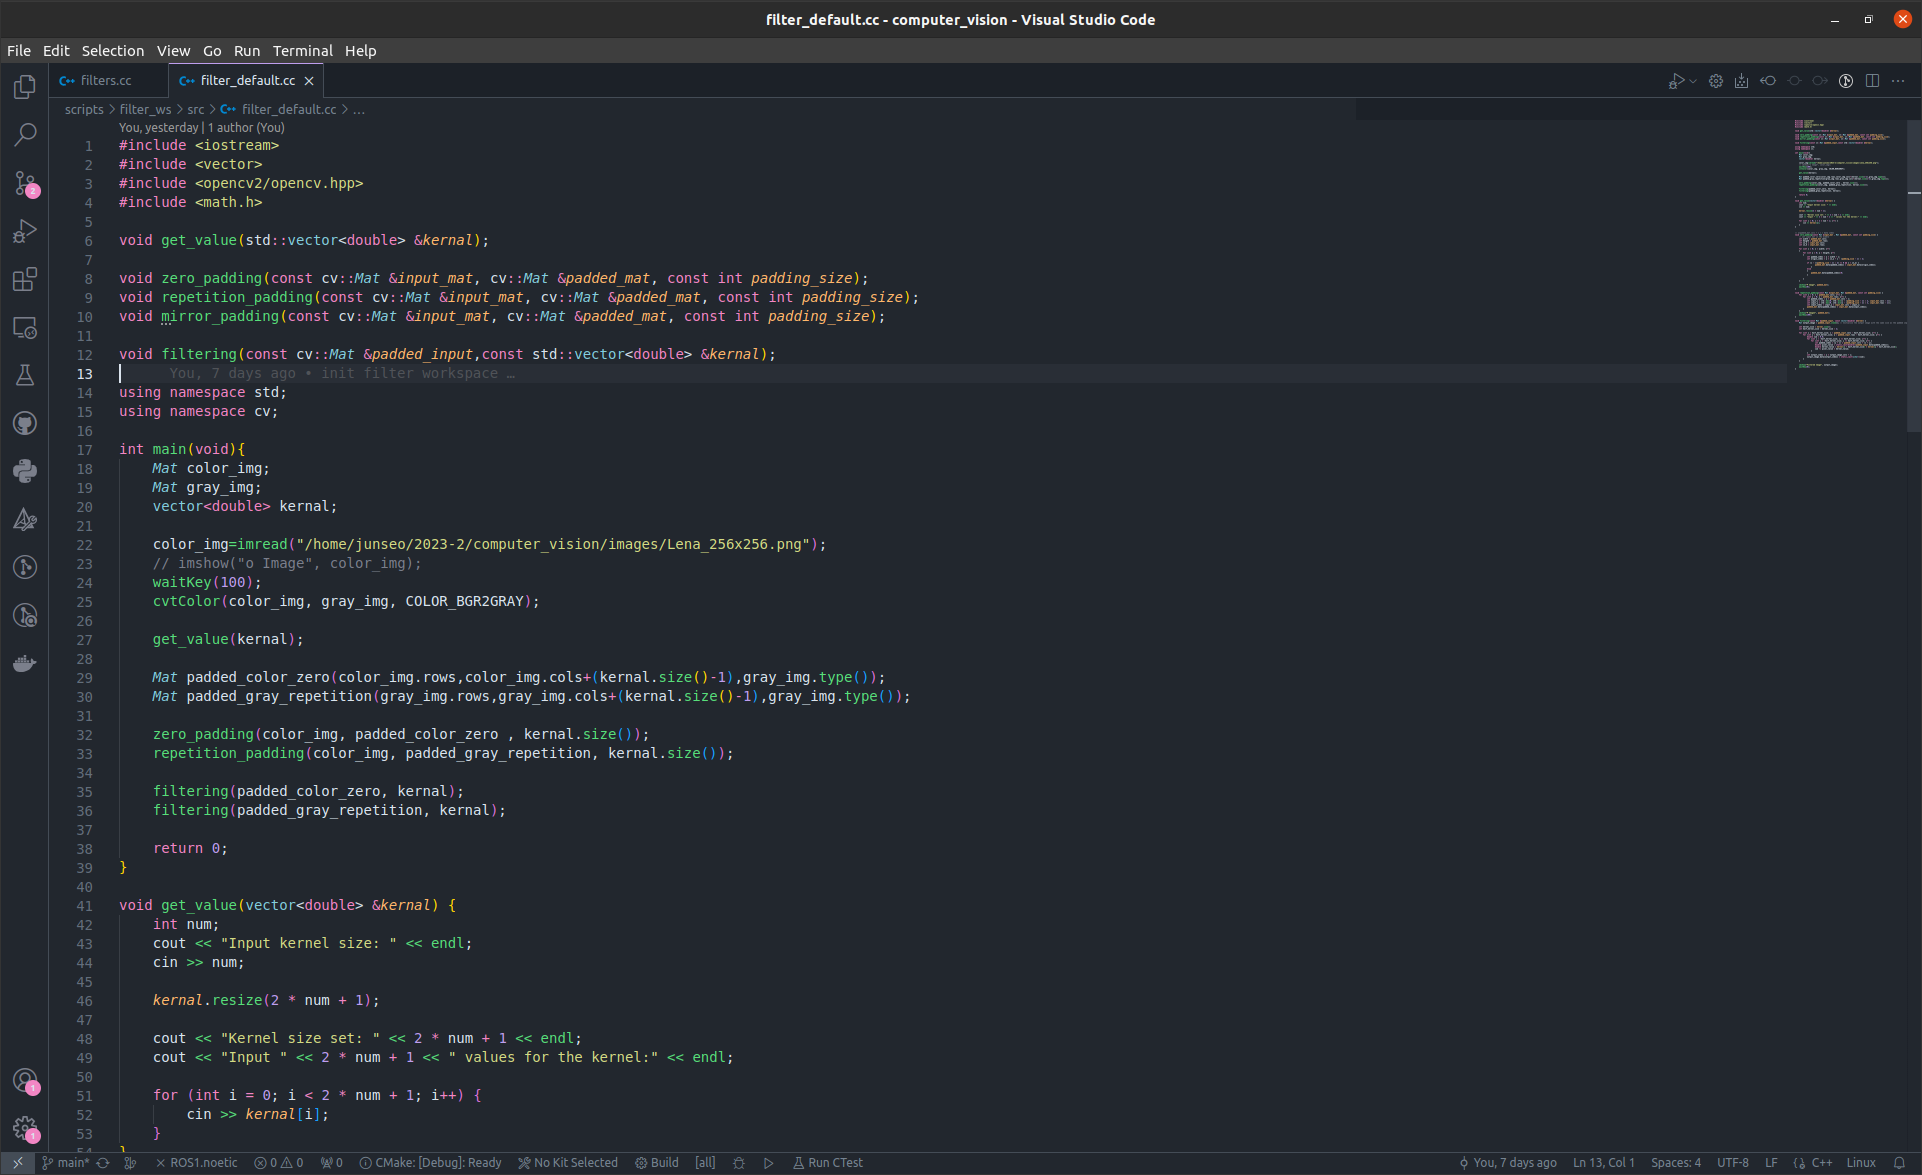 filter_default.cc - computer_vision - Visual Studio Code
File Edit Selection View Go Run Terminal Help
filters.cc filter_default.cc
scripts > filter_ws > src > filter_default.cc > ...
You, yesterday | 1 author (You)
1 #include <iostream>
2 #include <vector>
3 #include <opencv2/opencv.hpp>
4 #include <math.h>
5
6 void get_value(std::vector<double> &kernal);
7
8 void zero_padding(const cv::Mat &input_mat, cv::Mat &padded_mat, const int padding_size);
9 void repetition_padding(const cv::Mat &input_mat, cv::Mat &padded_mat, const int padding_size);
10 void mirror_padding(const cv::Mat &input_mat, cv::Mat &padded_mat, const int padding_size);
11
12 void filtering(const cv::Mat &padded_input,const std::vector<double> &kernal);
13 You, 7 days ago • init filter workspace …
14 using namespace std;
15 using namespace cv;
16
17 int main(void){
18     Mat color_img;
19     Mat gray_img;
20     vector<double> kernal;
21
22     color_img=imread("/home/junseo/2023-2/computer_vision/images/Lena_256x256.png");
23     // imshow("o Image", color_img);
24     waitKey(100);
25     cvtColor(color_img, gray_img, COLOR_BGR2GRAY);
26
27     get_value(kernal);
28
29     Mat padded_color_zero(color_img.rows,color_img.cols+(kernal.size()-1),gray_img.type());
30     Mat padded_gray_repetition(gray_img.rows,gray_img.cols+(kernal.size()-1),gray_img.type());
31
32     zero_padding(color_img, padded_color_zero , kernal.size());
33     repetition_padding(color_img, padded_gray_repetition, kernal.size());
34
35     filtering(padded_color_zero, kernal);
36     filtering(padded_gray_repetition, kernal);
37
38     return 0;
39 }
40
41 void get_value(vector<double> &kernal) {
42     int num;
43     cout << "Input kernel size: " << endl;
44     cin >> num;
45
46     kernal.resize(2 * num + 1);
47
48     cout << "Kernel size set: " << 2 * num + 1 << endl;
49     cout << "Input " << 2 * num + 1 << " values for the kernel:" << endl;
50
51     for (int i = 0; i < 2 * num + 1; i++) {
52         cin >> kernal[i];
53     }
54 }
2
1
1
main* ROS1.noetic 0 0 0 CMake: [Debug]: Ready No Kit Selected Build [all] Run CTest You, 7 days ago Ln 13, Col 1 Spaces: 4 UTF-8 LF C++ Linux